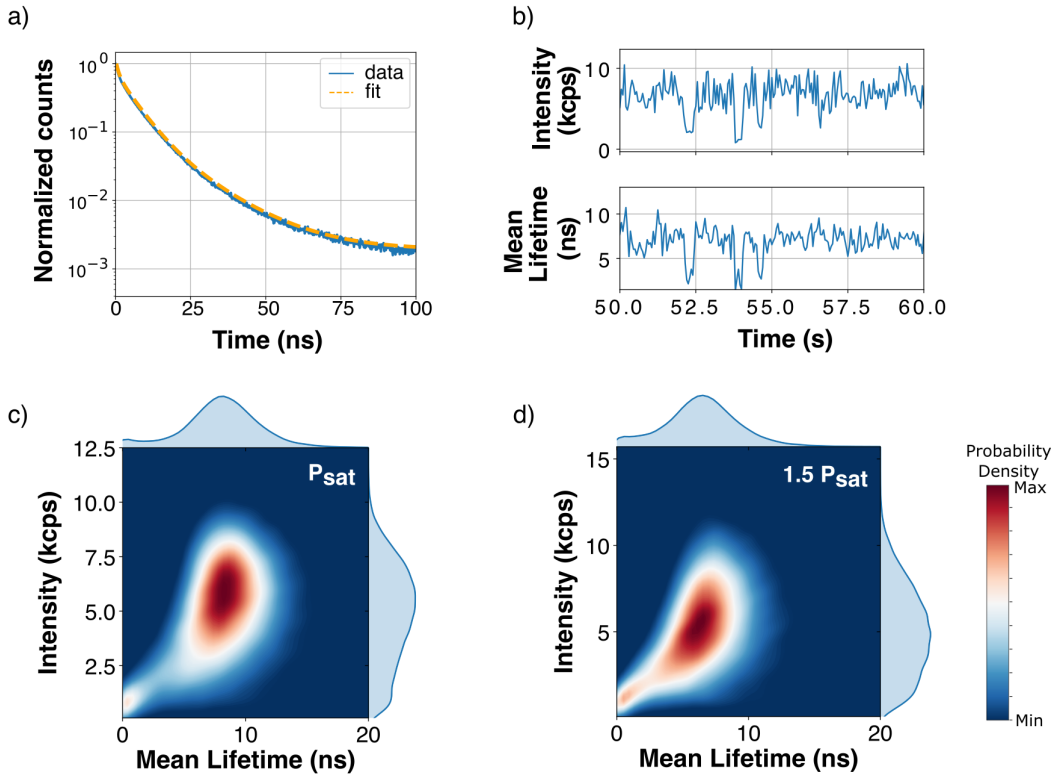 a)
Normalized counts
10^0
10^-1
10^-2
10^-3
data
fit
0
25
50
75
100
Time (ns)
b)
Intensity
(kcps)
10
0
Mean
Lifetime
(ns)
10
5
50.0
52.5
55.0
57.5
60.0
Time (s)
c)
Intensity (kcps)
12.5
10.0
7.5
5.0
2.5
P_sat
0
10
20
Mean Lifetime (ns)
d)
Intensity (kcps)
15
10
5
1.5 P_sat
0
10
20
Mean Lifetime (ns)
Probability
Density
Max
Min